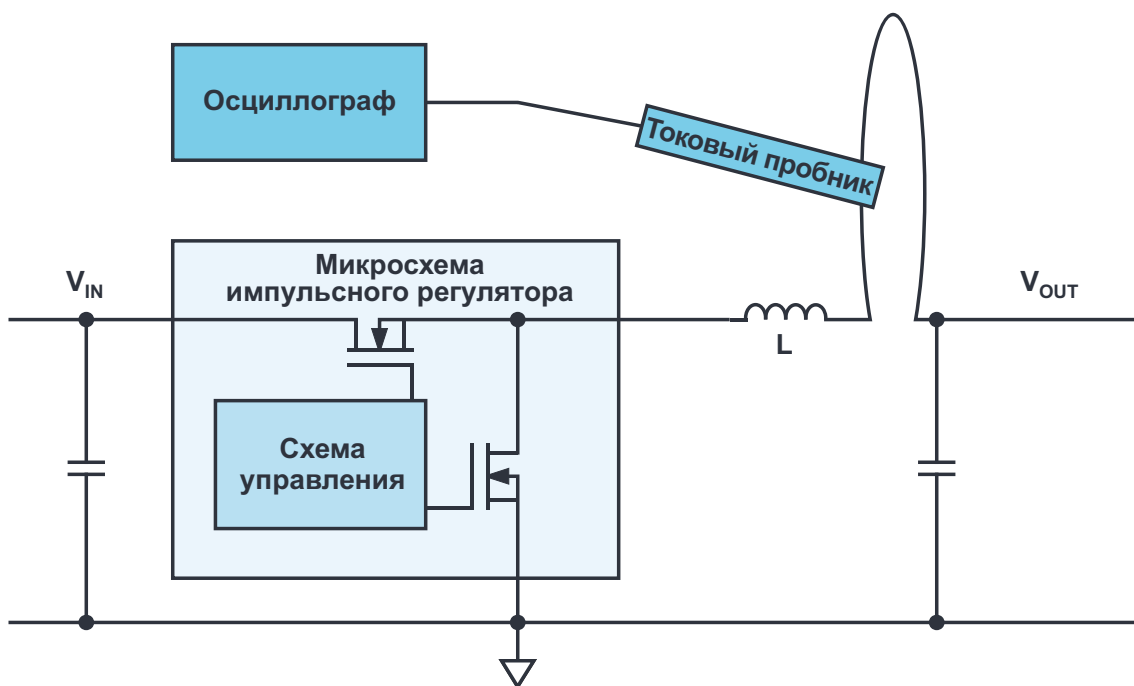 Осциллограф
Токовый пробник
Микросхема
импульсного регулятора
VIN
VOUT
L
Схема
управления